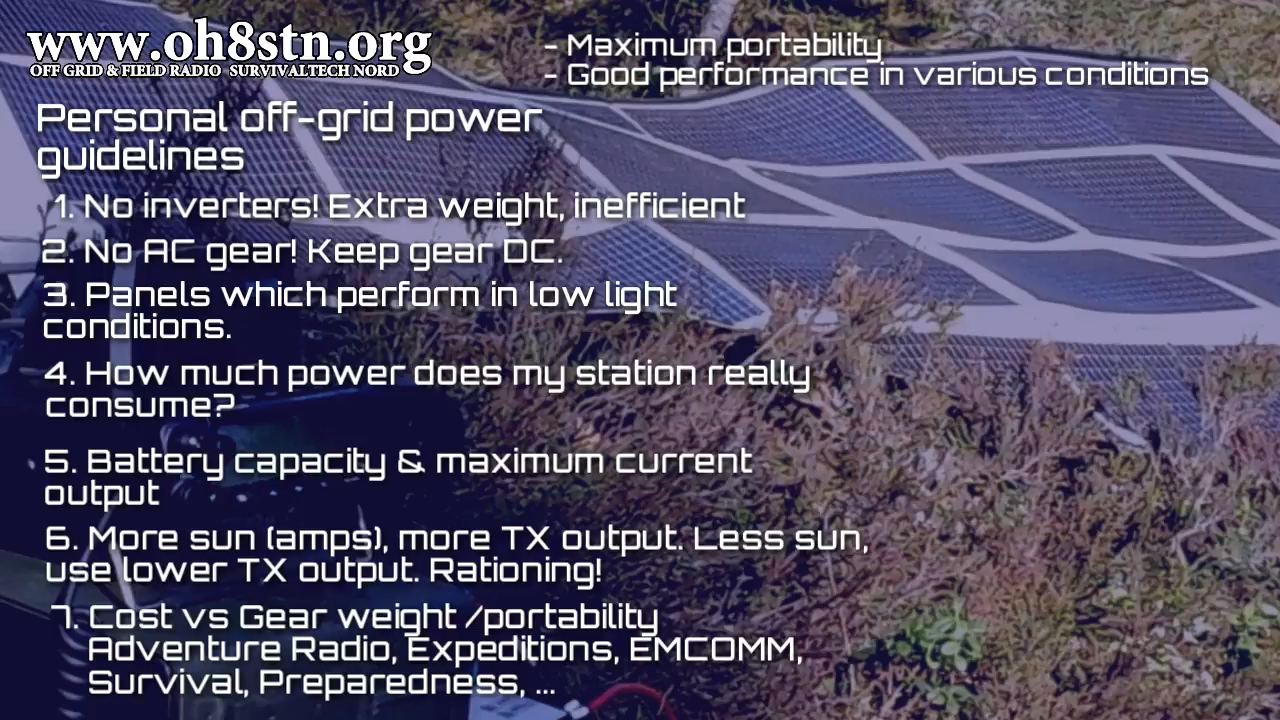 www.oh8stn.org
OFF GRID & FIELD RADIO SURVIVALTECH NORD
- Maximum portability
- Good performance in various conditions
Personal off-grid power
guidelines
1. No inverters! Extra weight, inefficient
2. No AC gear! Keep gear DC.
3. Panels which perform in low light
conditions.
4. How much power does my station really
consume?
5. Battery capacity & maximum current
output
6. More sun (amps), more TX output. Less sun,
use lower TX output. Rationing!
7. Cost vs Gear weight /portability
Adventure Radio, Expeditions, EMCOMM,
Survival, Preparedness, ...